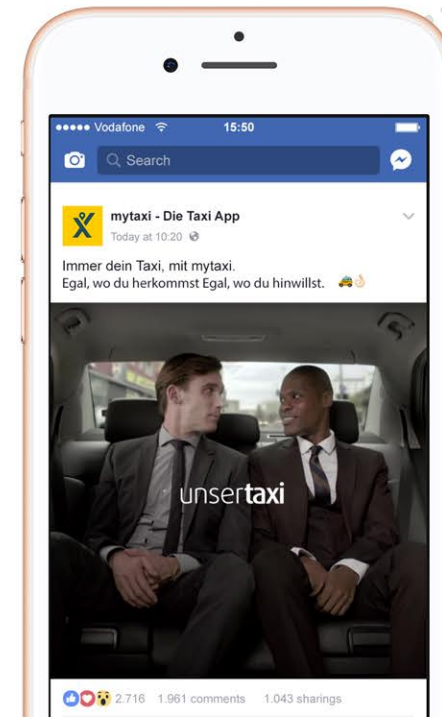 Vodafone
15:50
Search
mytaxi - Die Taxi App
Today at 10:20
Immer dein Taxi, mit mytaxi.
Egal, wo du herkommst Egal, wo du hinwillst.
unsertaxi
2.716 1.961 comments 1.043 sharings